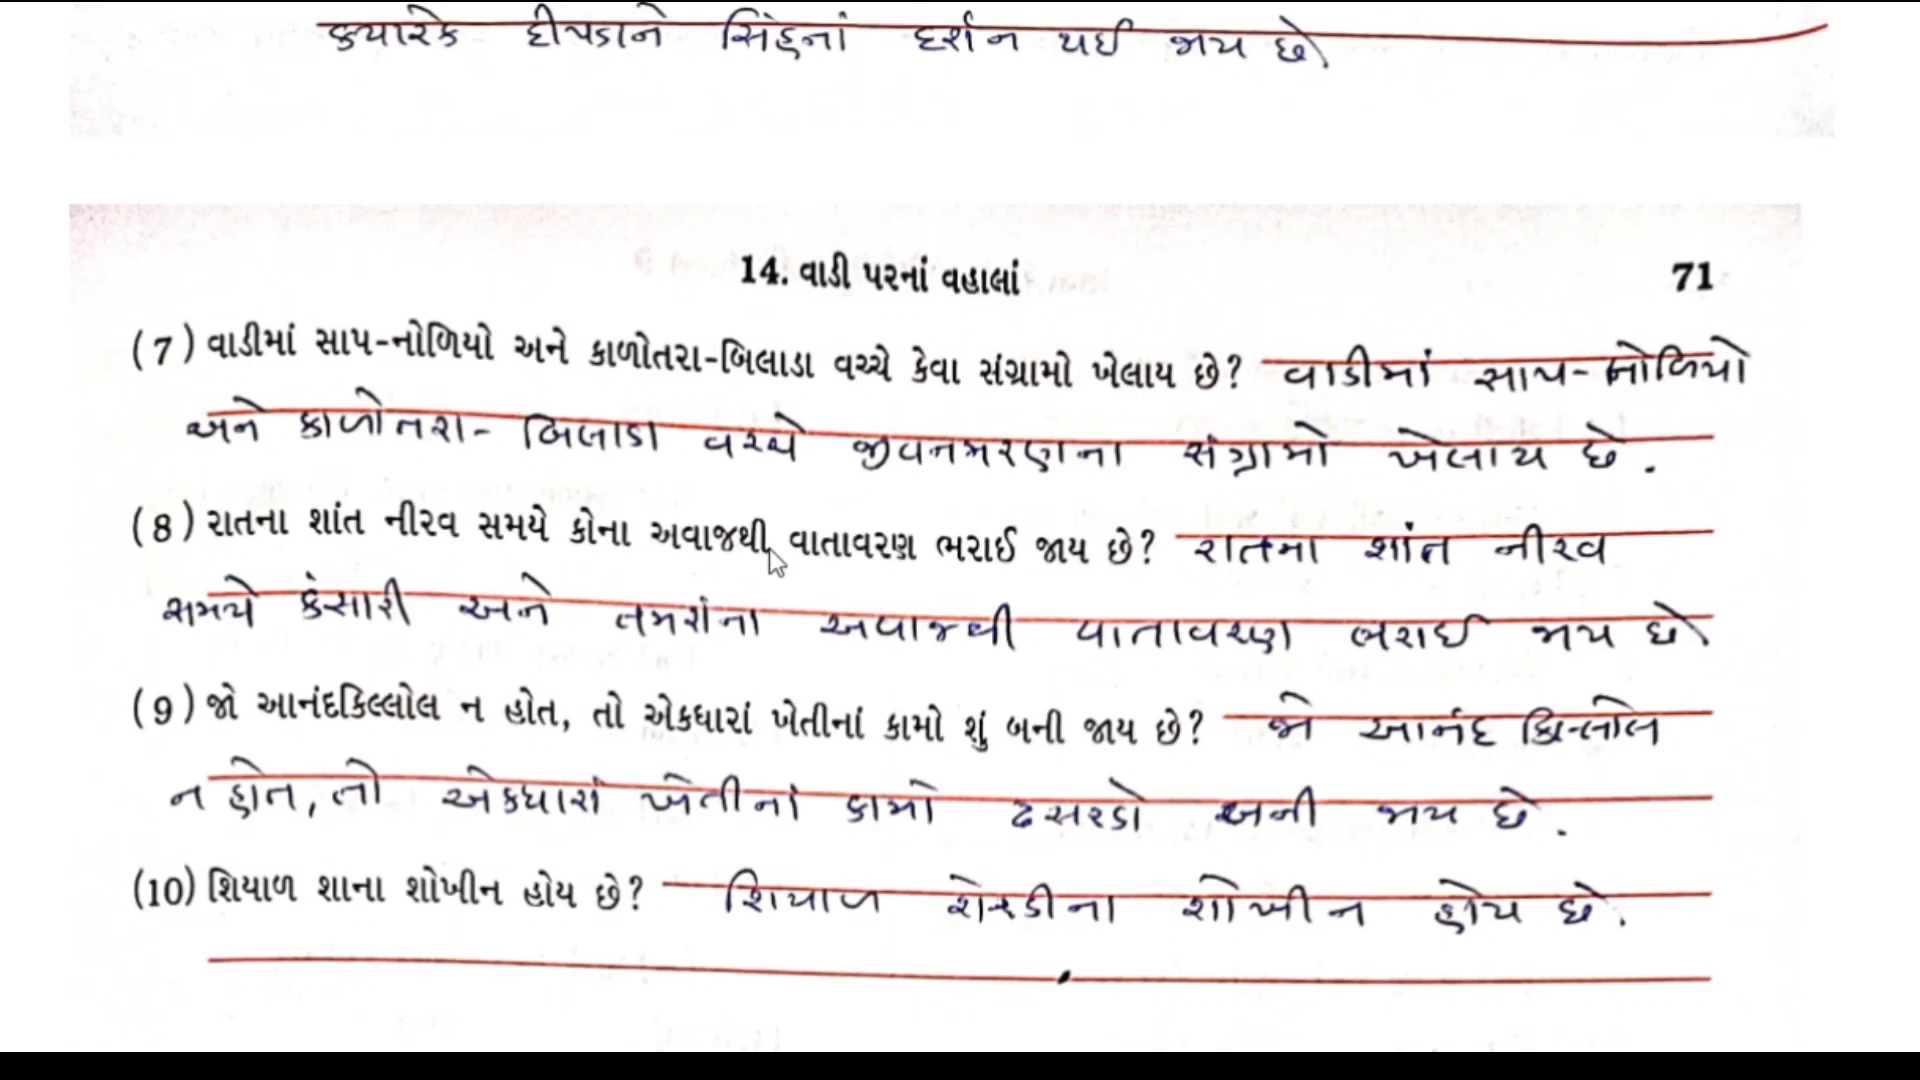 ક્યારેક દીપડાને સિંહનાં દર્શન થઈ જાય છે.
14. વાડી પરનાં વહાલાં 71
(7) વાડીમાં સાપ-નોળિયો અને કાળોતરા-બિલાડા વચ્ચે કેવા સંગ્રામો ખેલાય છે? વાડીમાં સાપ-નોળિયો
અને કાળોતરા- બિલાડા વચ્ચે જીવનમરણના સંગ્રામો ખેલાય છે.
(8) રાતના શાંત નીરવ સમયે કોના અવાજથી વાતાવરણ ભરાઈ જાય છે? રાતના શાંત નીરવ
સમયે કંસારી અને તમરાંના અવાજથી વાતાવરણ ભરાઈ જાય છે.
(9) જો આનંદકિલ્લોલ ન હોત, તો એકધારાં ખેતીનાં કામો શું બની જાય છે? જો આનંદ કિલ્લોલ
ન હોત, તો એકધારાં ખેતીનાં કામો ઢસરડો બની જાય છે.
(10) શિયાળ શાના શોખીન હોય છે? શિયાળ શેરડીના શોખીન હોય છે.